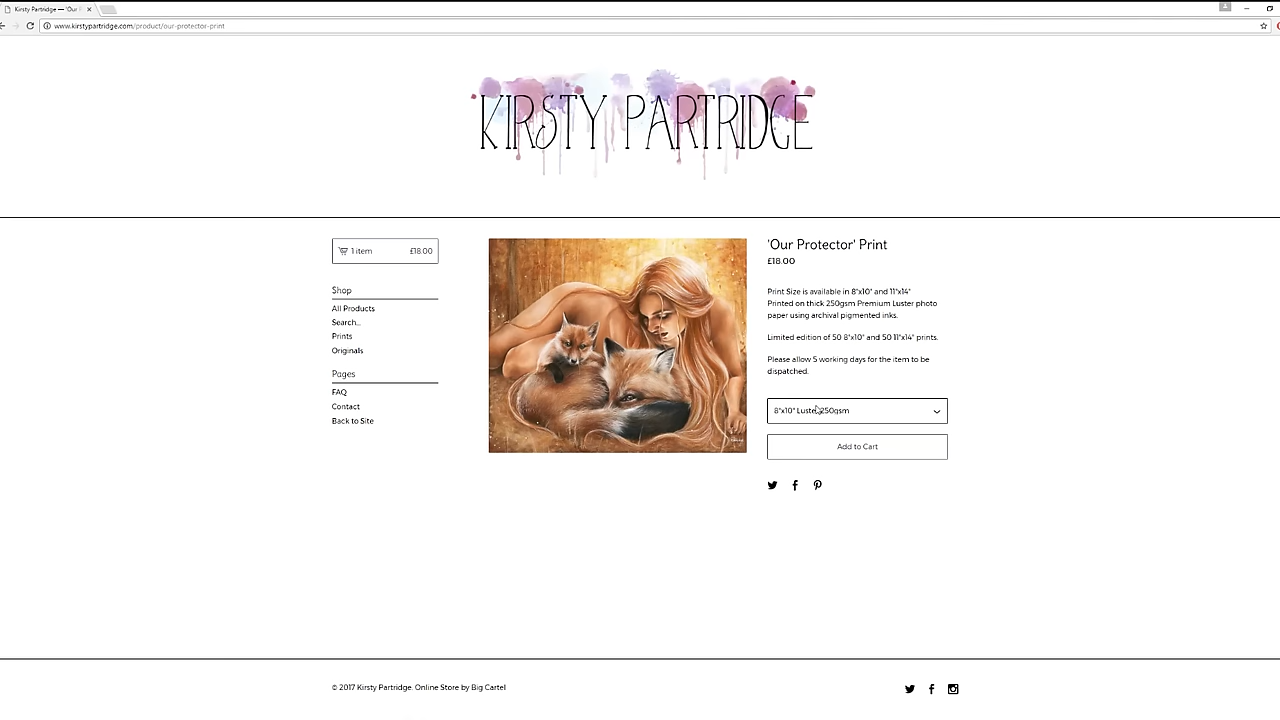 Kirsty Partridge — 'Our
www.kirstypartridge.com/product/our-protector-print
KIRSTY PARTRIDGE
1 item £18.00
Shop
All Products
Search...
Prints
Originals
Pages
FAQ
Contact
Back to Site
'Our Protector' Print
£18.00
Print Size is available in 8"x10" and 11"x14"
Printed on thick 250gsm Premium Luster photo
paper using archival pigmented inks.
Limited edition of 50 8"x10" and 50 11"x14" prints.
Please allow 5 working days for the item to be
dispatched.
8"x10" Luster 250gsm
Add to Cart
© 2017 Kirsty Partridge. Online Store by Big Cartel